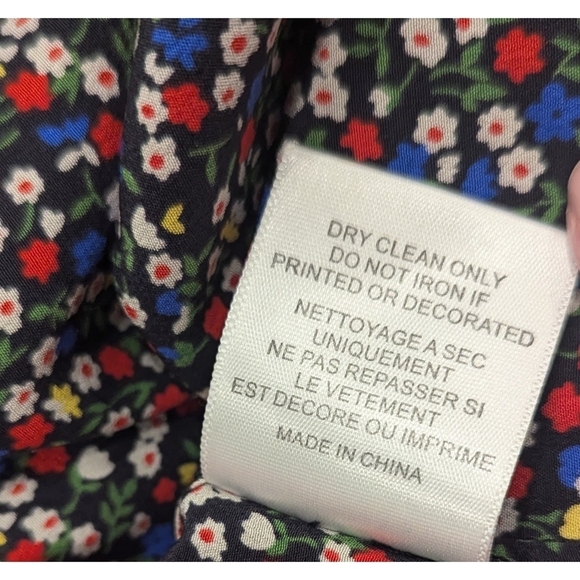 DRY CLEAN ONLY
DO NOT IRON IF
PRINTED OR DECORATED
NETTOYAGE A SEC
UNIQUEMENT
NE PAS REPASSER SI
LE VETEMENT
EST DECORE OU IMPRIME
MADE IN CHINA